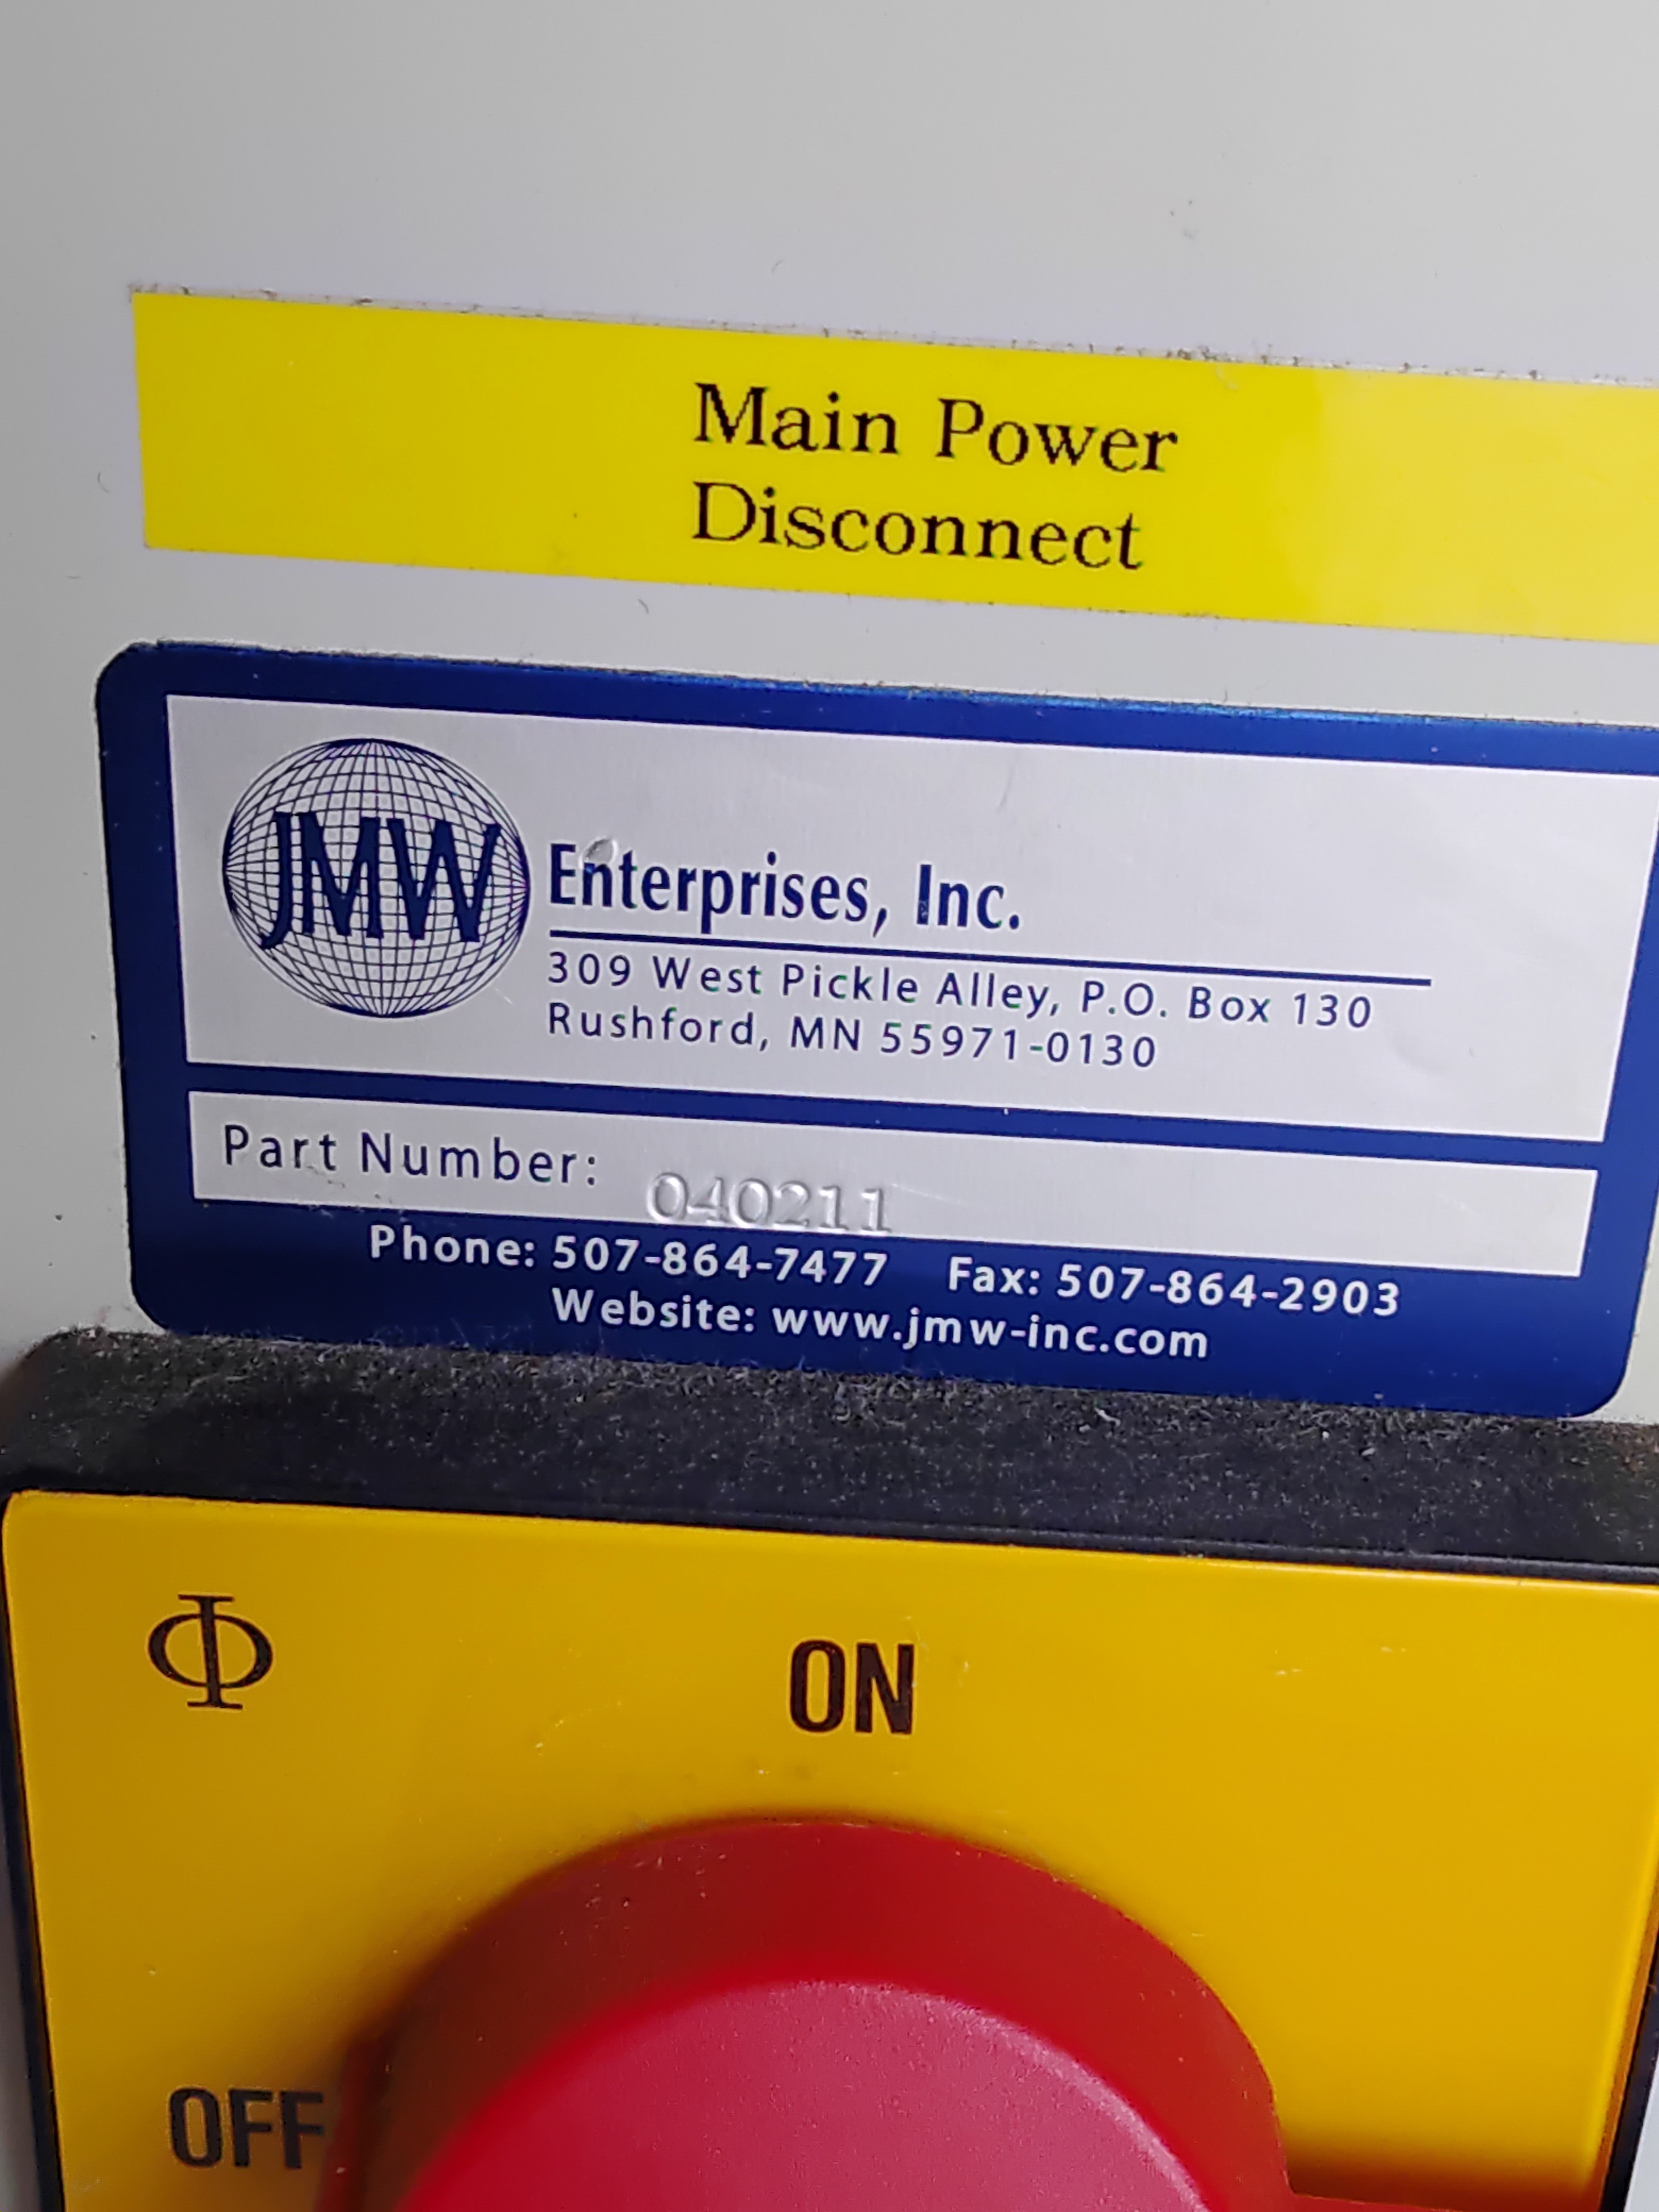 Main Power
Disconnect
JMW Enterprises, Inc.
309 West Pickle Alley, P.O. Box 130
Rushford, MN 55971-0130
Part Number: 040211
Phone: 507-864-7477 Fax: 507-864-2903
Website: www.jmw-inc.com
Φ
ON
OFF